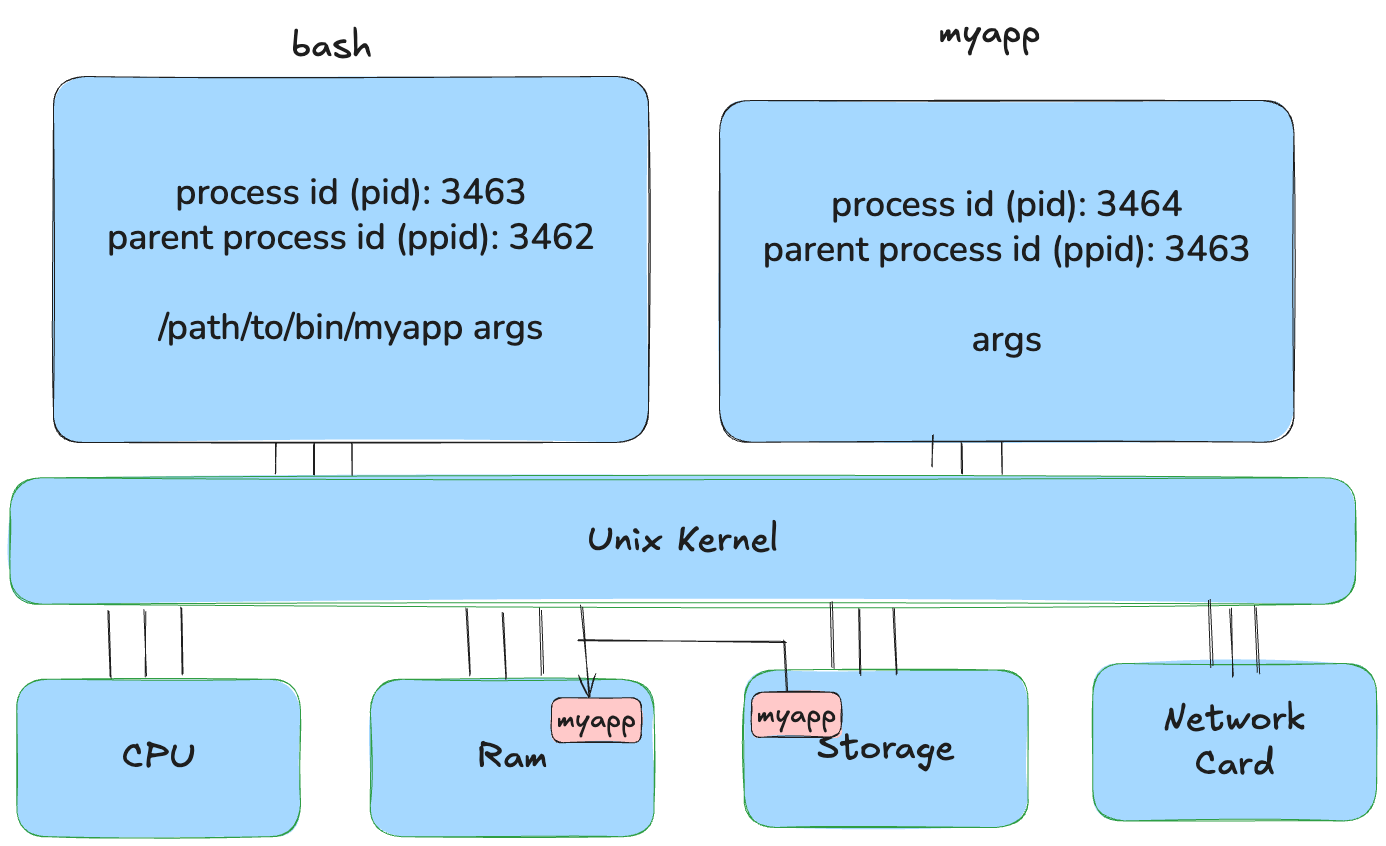 bash
myapp
process id (pid): 3463
parent process id (ppid): 3462
/path/to/bin/myapp args
process id (pid): 3464
parent process id (ppid): 3463
args
Unix Kernel
CPU
Ram
myapp
myapp
Storage
Network
Card